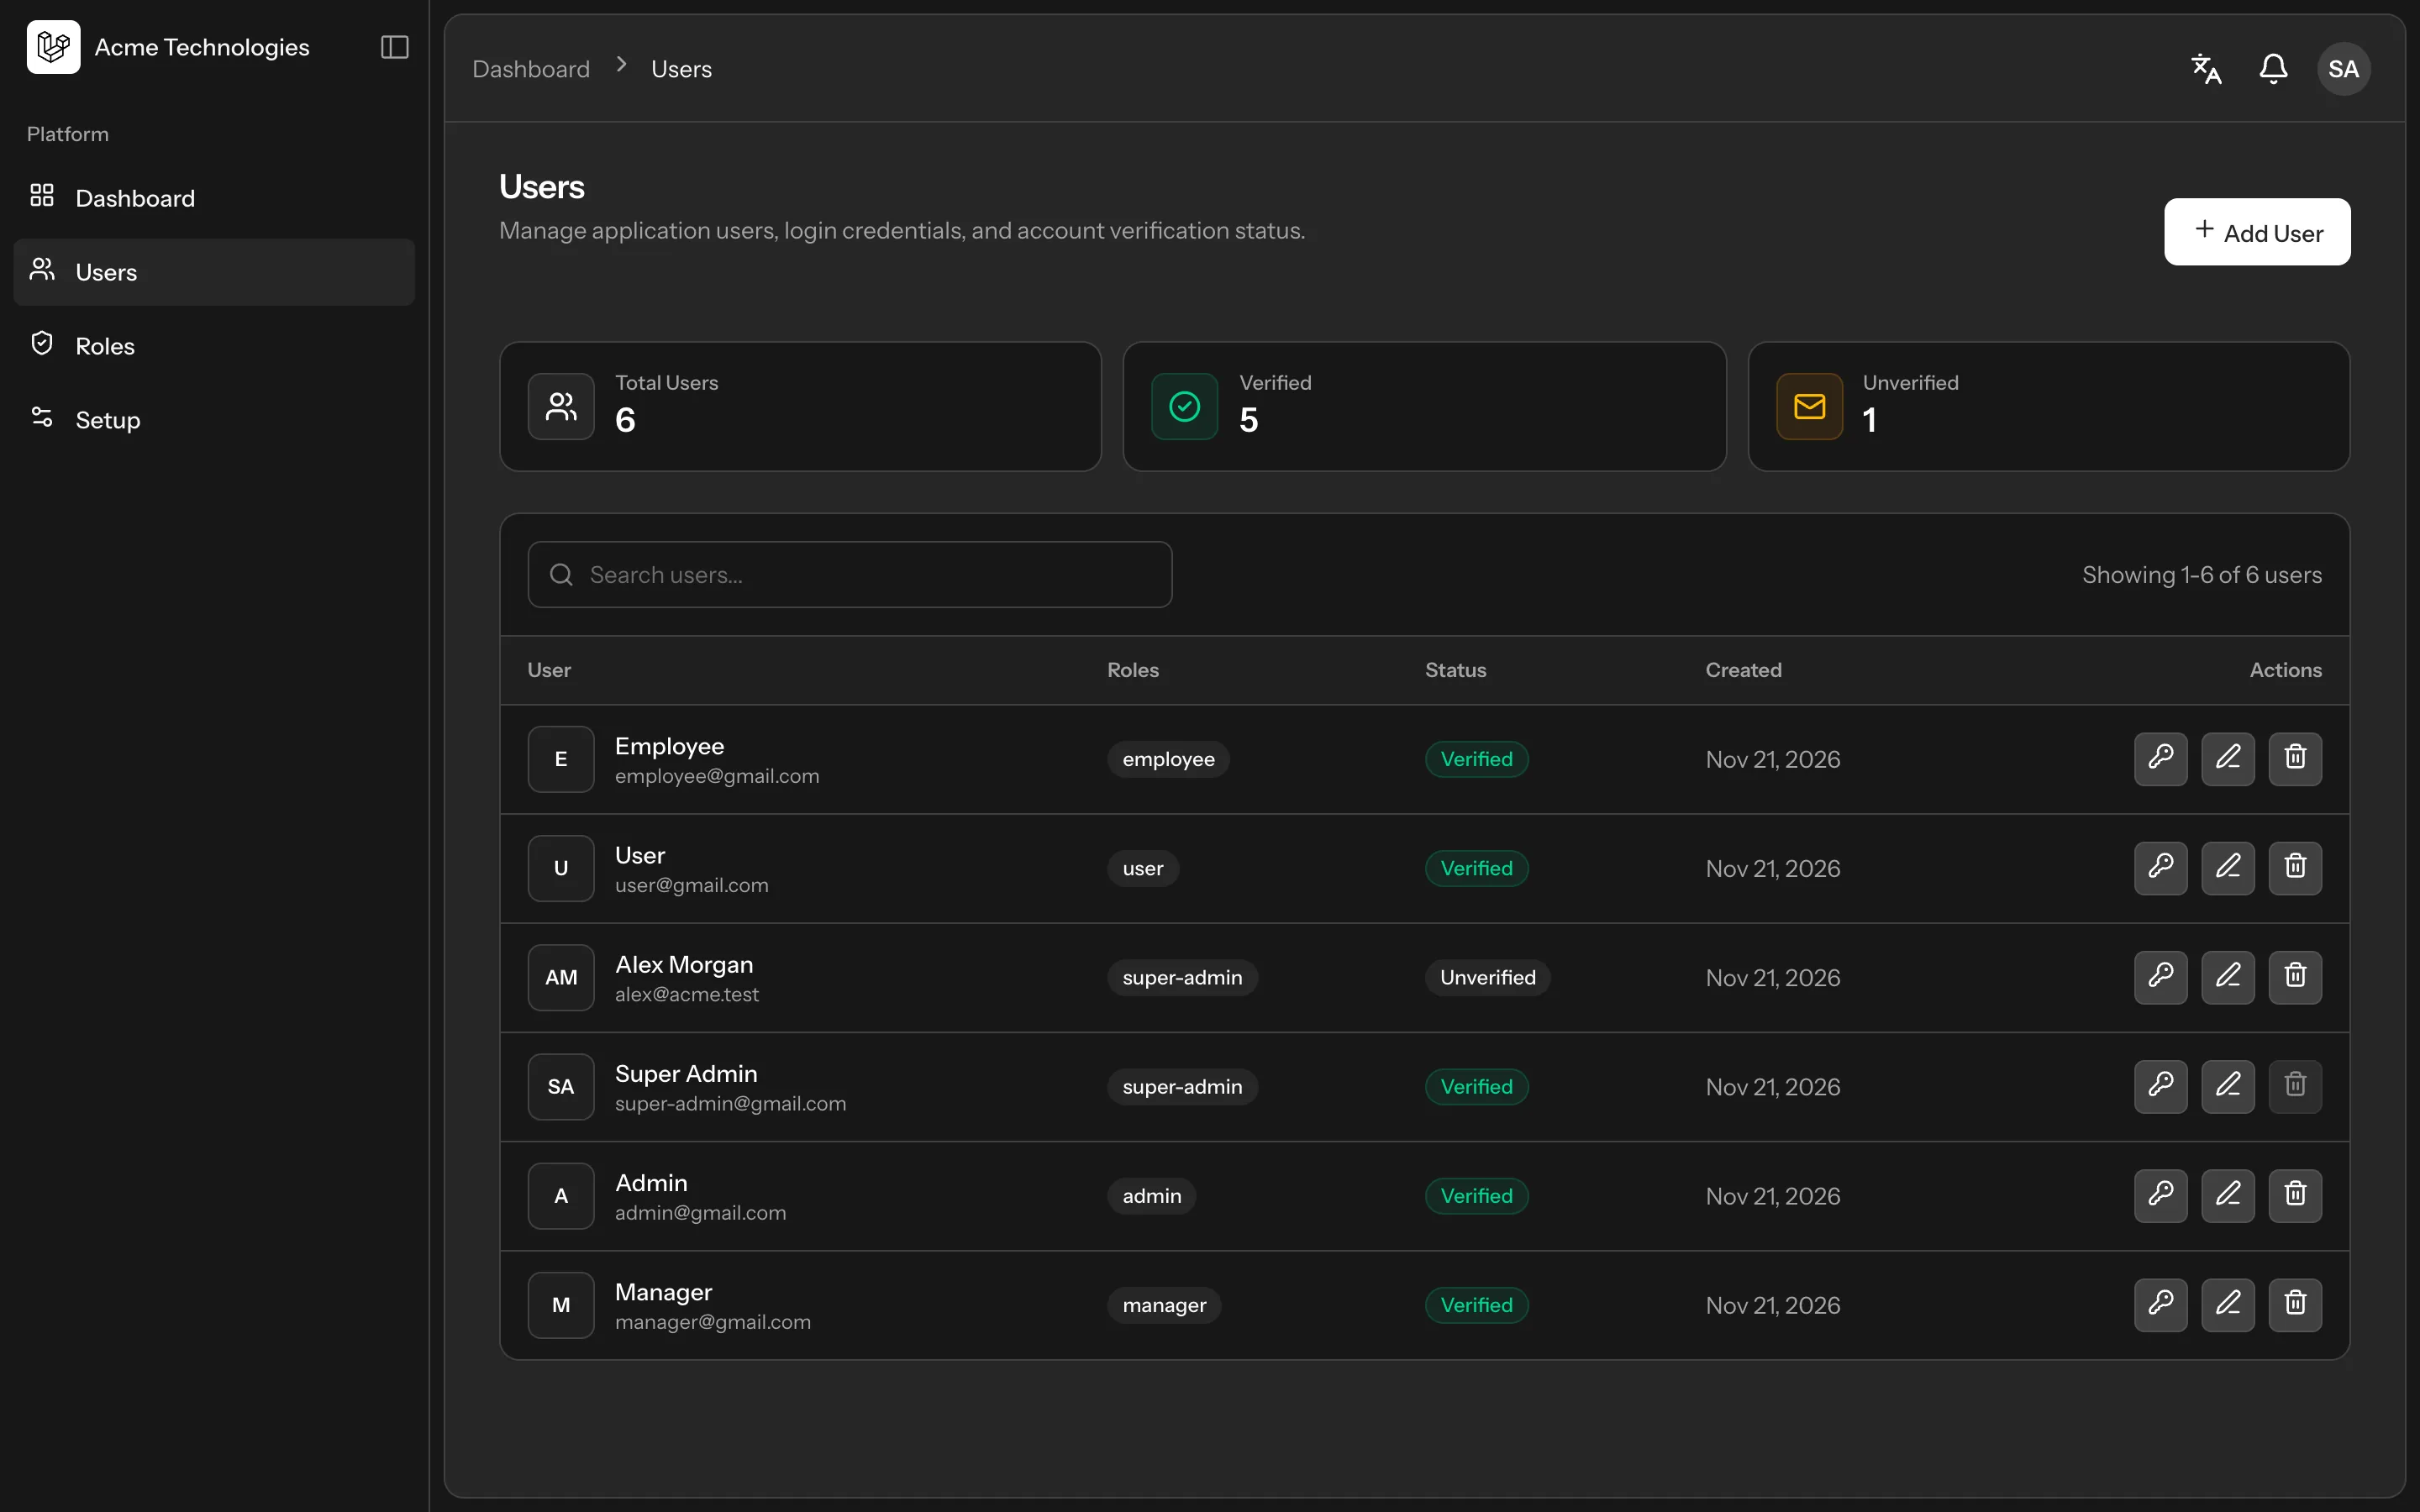 Acme Technologies
Platform
Dashboard
Users
Roles
Setup
Dashboard Users
SA
Users
Manage application users, login credentials, and account verification status.
Add User
Total Users
6
Verified
5
Unverified
1
Search users...
Showing 1-6 of 6 users
User Roles Status Created Actions
E
Employee
employee@gmail.com
employee
Verified
Nov 21, 2026
U
User
user@gmail.com
user
Verified
Nov 21, 2026
AM
Alex Morgan
alex@acme.test
super-admin
Unverified
Nov 21, 2026
SA
Super Admin
super-admin@gmail.com
super-admin
Verified
Nov 21, 2026
A
Admin
admin@gmail.com
admin
Verified
Nov 21, 2026
M
Manager
manager@gmail.com
manager
Verified
Nov 21, 2026